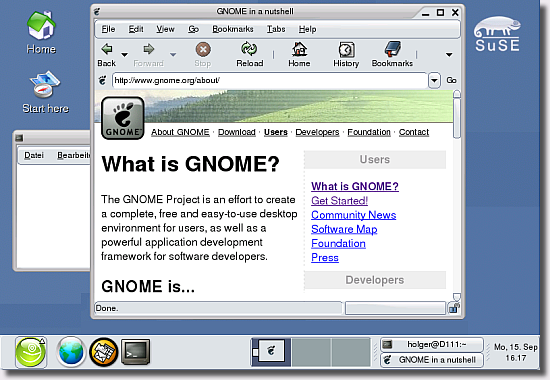 GNOME in a nutshell
File Edit View Go Bookmarks Tabs Help
Back Forward Stop Reload Home History Bookmarks
http://www.gnome.org/about/ Go
GNOME
About GNOME · Download · Users · Developers · Foundation · Contact
What is GNOME?
The GNOME Project is an effort to create
a complete, free and easy-to-use desktop
environment for users, as well as a
powerful application development
framework for software developers.
GNOME is...
Users
What is GNOME?
Get Started!
Community News
Software Map
Foundation
Press
Developers
Done.
Home
Start here
Datei
SuSE
holger@D111:~
GNOME in a nutshell
Mo, 15. Sep
16.17